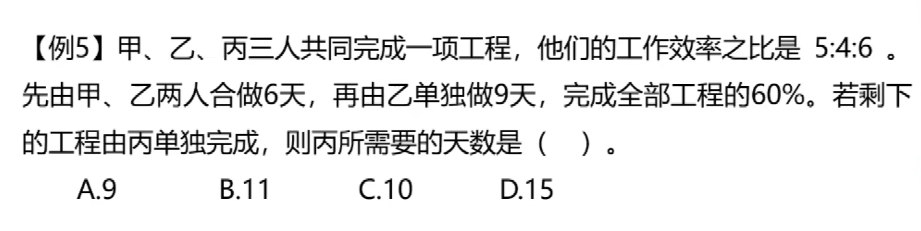 【例5】甲、乙、丙三人共同完成一项工程，他们的工作效率之比是 5:4:6 。
先由甲、乙两人合做6天，再由乙单独做9天，完成全部工程的60%。若剩下
的工程由丙单独完成，则丙所需要的天数是（ ）。
A.9 B.11 C.10 D.15